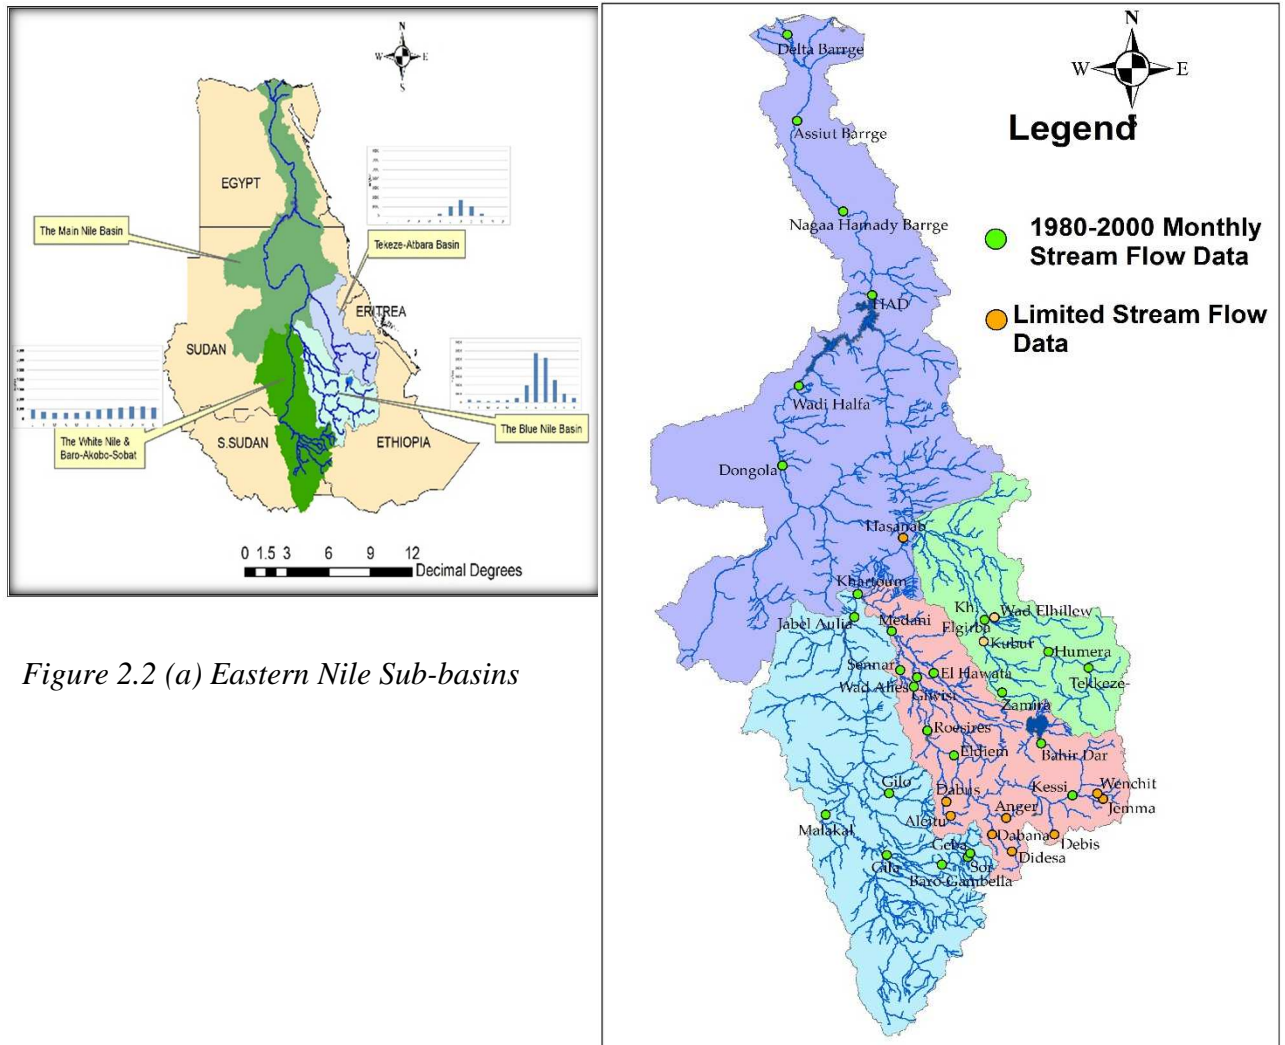 N
W
E
S
EGYPT
The Main Nile Basin
Tekeze-Atbara Basin
ERITREA
SUDAN
The White Nile &
Baro-Akobo-Sobat
S.SUDAN
ETHIOPIA
The Blue Nile Basin
0 1.5 3 6 9 12
Decimal Degrees
Figure 2.2 (a) Eastern Nile Sub-basins
N
W
E
S
Legend
1980-2000 Monthly
Stream Flow Data
Limited Stream Flow
Data
Delta Barrge
Assiut Barrge
Nagaa Hamady Barrge
HAD
Wadi Halfa
Dongola
Hasanab
Khartoum
Jabel Aulia
Medani
Kh.
Elgirba
Wad Elhillew
Kubur
Humera
Tekkeze-
Sennar
El Hawata
Wad Alies
Giwisi
Zamira
Roesires
Eldiem
Bahir Dar
Gilo
Dabus
Kessi
Wenchit
Jemma
Malakal
Aleitu
Anger
Dabana
Debis
Geba
Didesa
Gila
Sor
Baro-Gambella